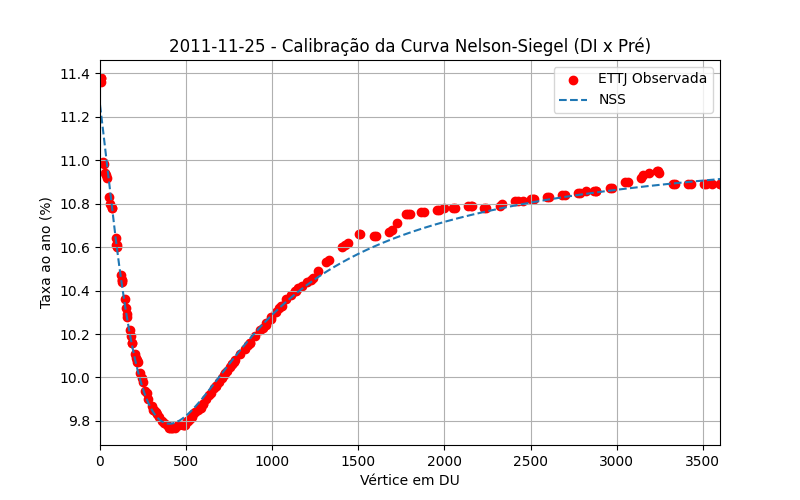 2011-11-25 - Calibração da Curva Nelson-Siegel (DI x Pré)
ETTJ Observada
NSS
Taxa ao ano (%)
11.4
11.2
11.0
10.8
10.6
10.4
10.2
10.0
9.8
0 500 1000 1500 2000 2500 3000 3500
Vértice em DU